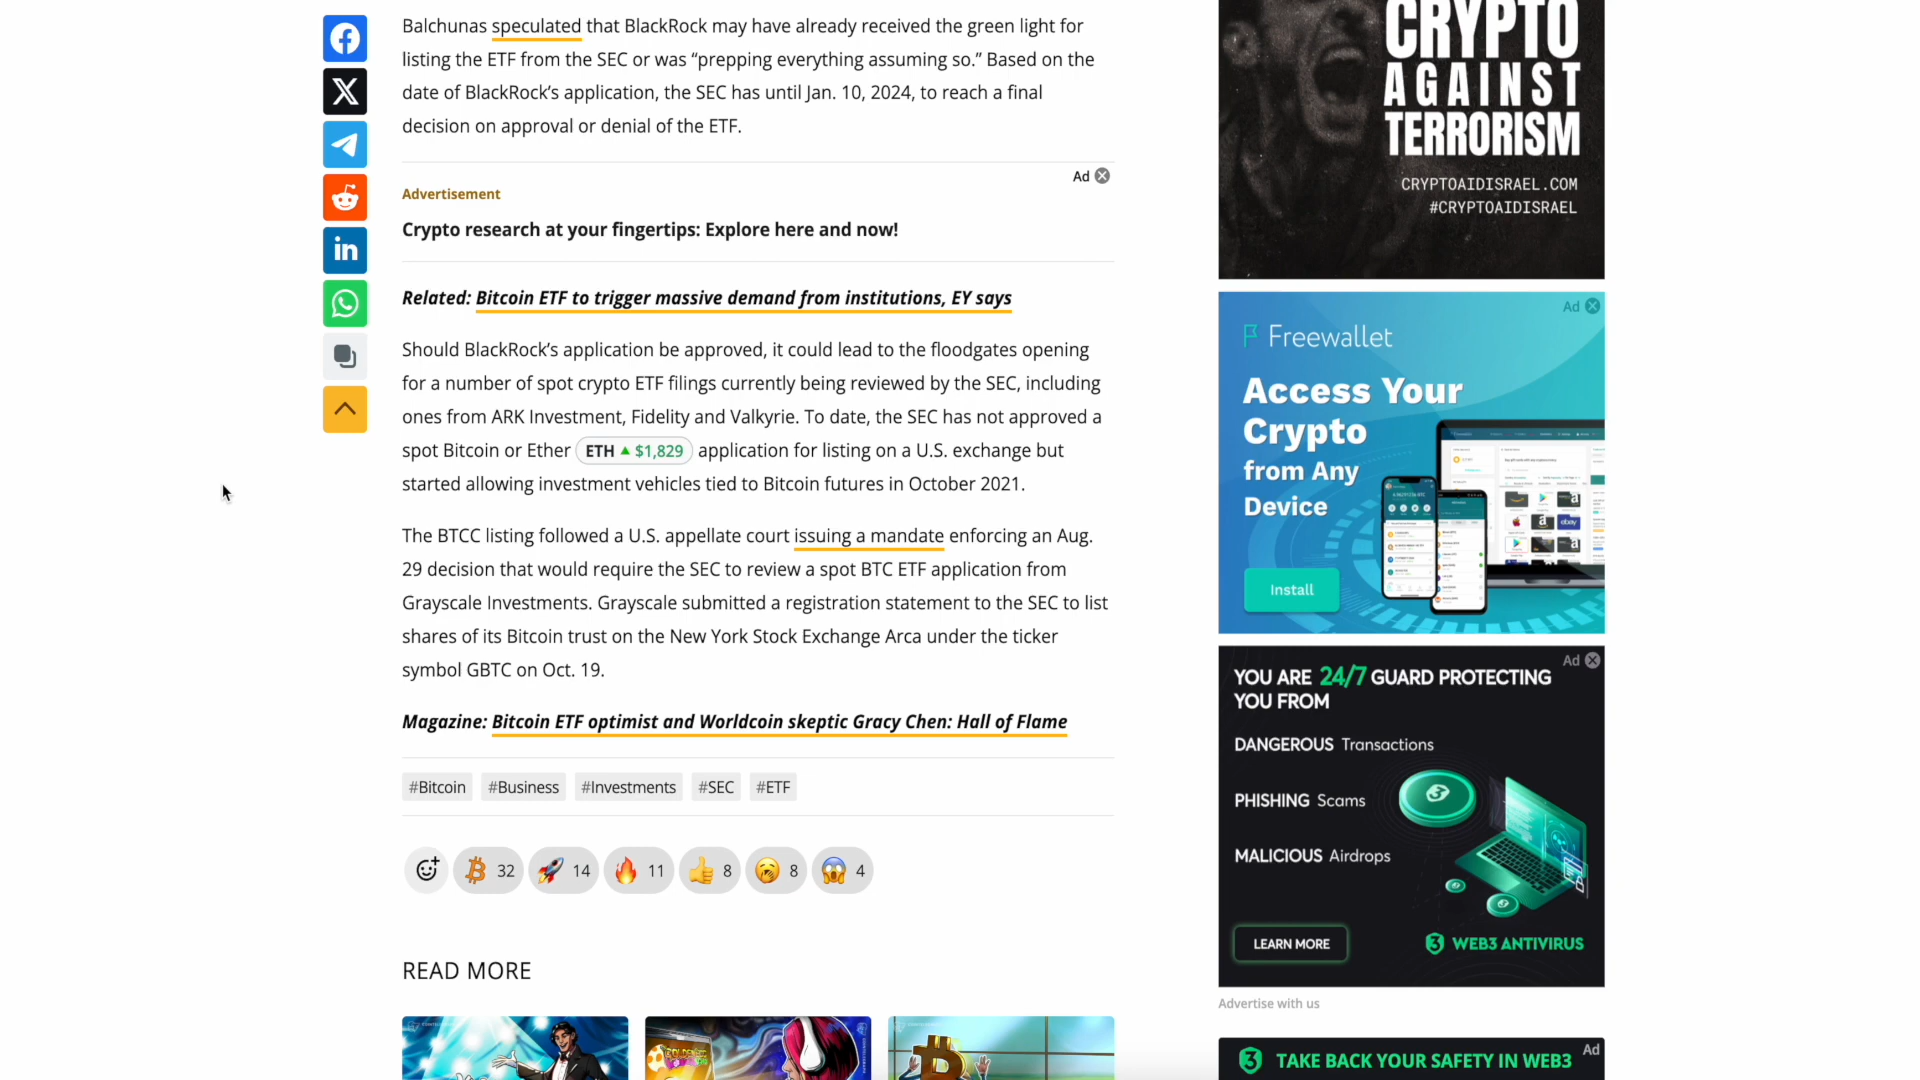 Balchunas speculated that BlackRock may have already received the green light for
listing the ETF from the SEC or was “prepping everything assuming so.” Based on the
date of BlackRock’s application, the SEC has until Jan. 10, 2024, to reach a final
decision on approval or denial of the ETF.
Ad
Advertisement
Crypto research at your fingertips: Explore here and now!
Related: Bitcoin ETF to trigger massive demand from institutions, EY says
Should BlackRock’s application be approved, it could lead to the floodgates opening
for a number of spot crypto ETF filings currently being reviewed by the SEC, including
ones from ARK Investment, Fidelity and Valkyrie. To date, the SEC has not approved a
spot Bitcoin or Ether ETH ▲ $1,829 application for listing on a U.S. exchange but
started allowing investment vehicles tied to Bitcoin futures in October 2021.
The BTCC listing followed a U.S. appellate court issuing a mandate enforcing an Aug.
29 decision that would require the SEC to review a spot BTC ETF application from
Grayscale Investments. Grayscale submitted a registration statement to the SEC to list
shares of its Bitcoin trust on the New York Stock Exchange Arca under the ticker
symbol GBTC on Oct. 19.
Magazine: Bitcoin ETF optimist and Worldcoin skeptic Gracy Chen: Hall of Flame
#Bitcoin #Business #Investments #SEC #ETF
32 14 11 8 8 4
READ MORE
CRYPTO
AGAINST
TERRORISM
CRYPTOAIDISRAEL.COM
#CRYPTOAIDISRAEL
Ad
Freewallet
Access Your
Crypto
from Any
Device
Install
Ad
YOU ARE 24/7 GUARD PROTECTING
YOU FROM
DANGEROUS Transactions
PHISHING Scams
MALICIOUS Airdrops
LEARN MORE
WEB3 ANTIVIRUS
Advertise with us
Ad
TAKE BACK YOUR SAFETY IN WEB3